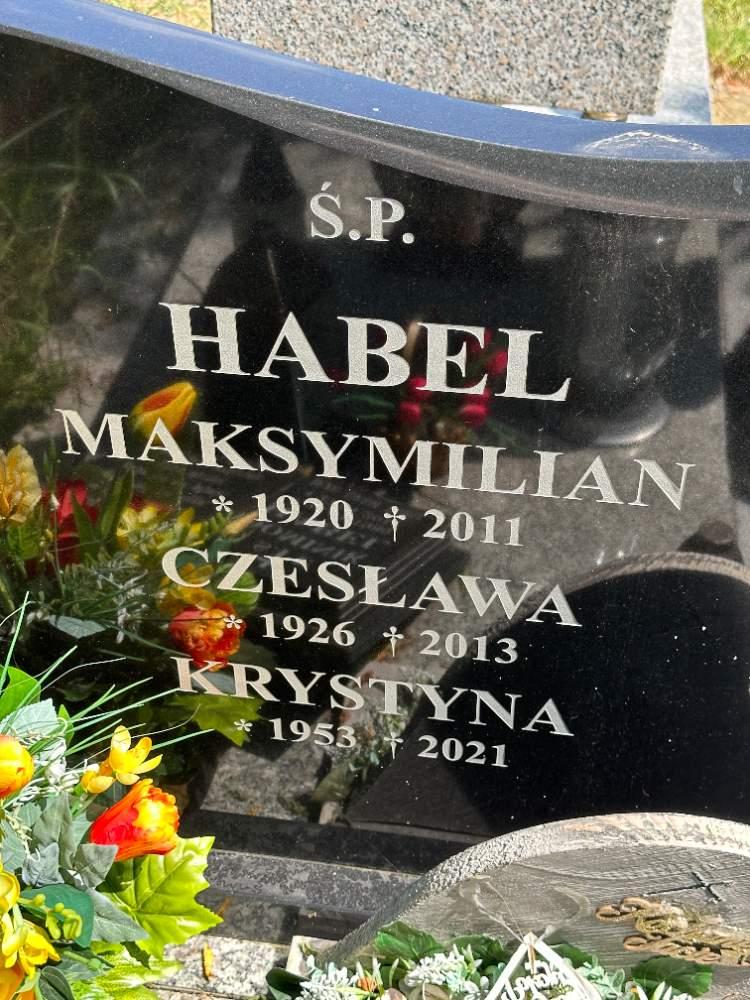 Ś.P.
HABEL
MAKSYMILIAN
* 1920 † 2011
CZESŁAWA
* 1926 † 2013
KRYSTYNA
* 1953 † 2021